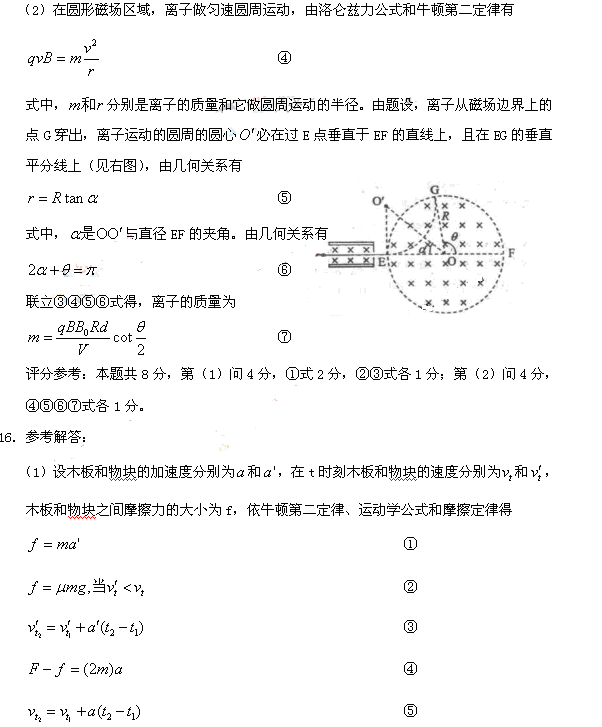 （2）在圆形磁场区域，离子做匀速圆周运动，由洛仑兹力公式和牛顿第二定律有
qvB = m v²/r ④
式中，m和r分别是离子的质量和它做圆周运动的半径。由题设，离子从磁场边界上的
点G穿出，离子运动的圆周的圆心O′必在过E点垂直于EF的直线上，且在EG的垂直
平分线上（见右图），由几何关系有
r = R tan α ⑤
式中，α是OO′与直径EF的夹角。由几何关系有
2α+θ=π ⑥
联立③④⑤⑥式得，离子的质量为
m = qBB₀Rd/V cot θ/2 ⑦
G
O′
R
θ
α
E
O
F
评分参考：本题共8分，第（1）问4分，①式2分，②③式各1分；第（2）问4分，
④⑤⑥⑦式各1分。
16. 参考解答：
（1）设木板和物块的加速度分别为a和a'，在t时刻木板和物块的速度分别为vₜ和vₜ′，
木板和物块之间摩擦力的大小为f，依牛顿第二定律、运动学公式和摩擦定律得
f = ma' ①
f = μmg,当vₜ′ < vₜ ②
v′ₜ₂ = v′ₜ₁ + a′(t₂ − t₁) ③
F − f = (2m)a ④
vₜ₂ = vₜ₁ + a(t₂ − t₁) ⑤